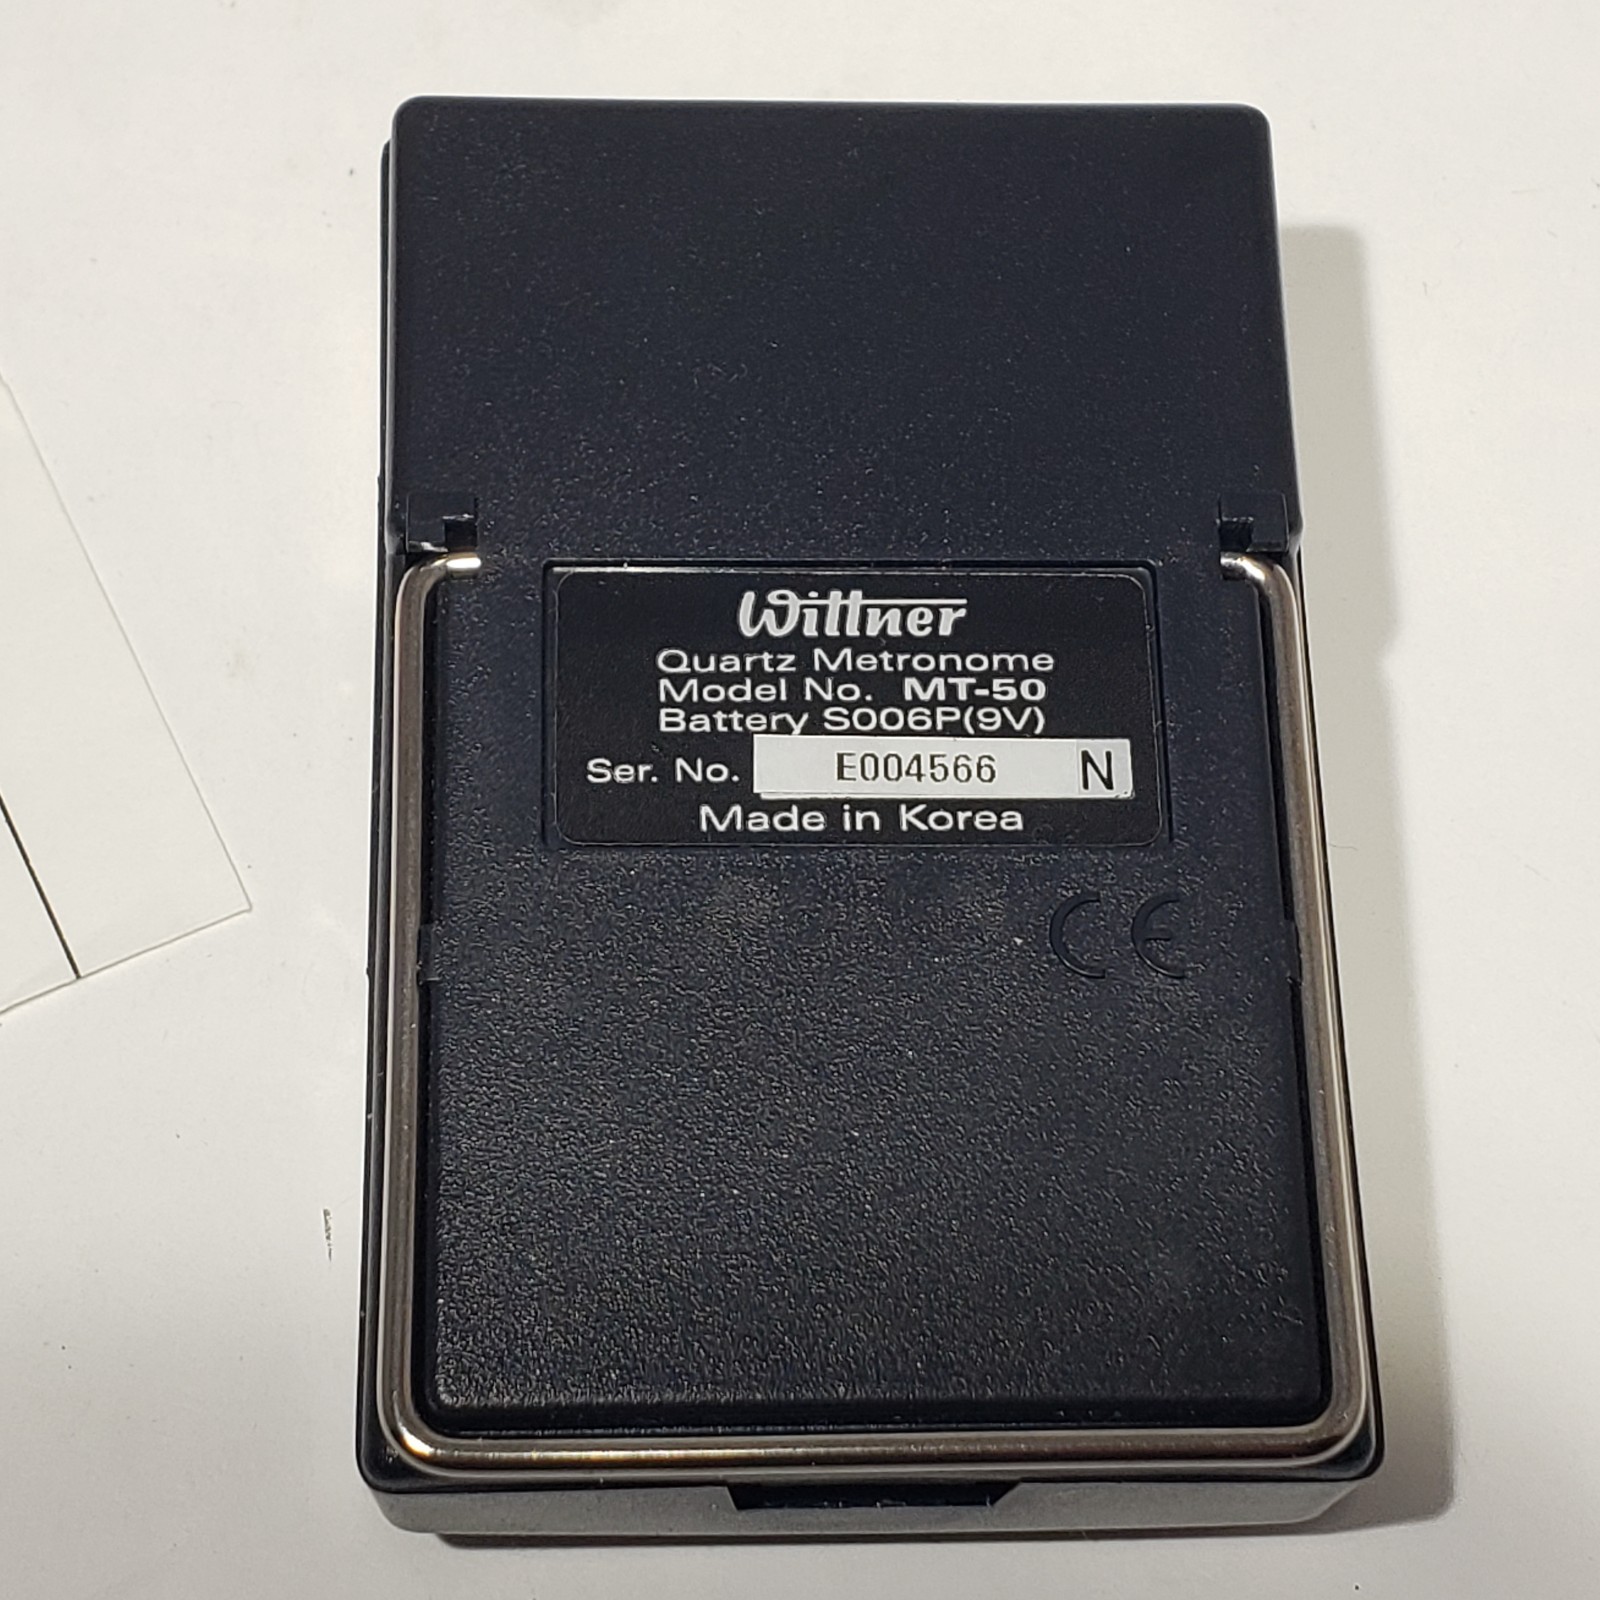 Wittner
Quartz Metronome
Model No. MT-50
Battery S006P(9V)
Ser. No. E004566 N
Made in Korea
CE